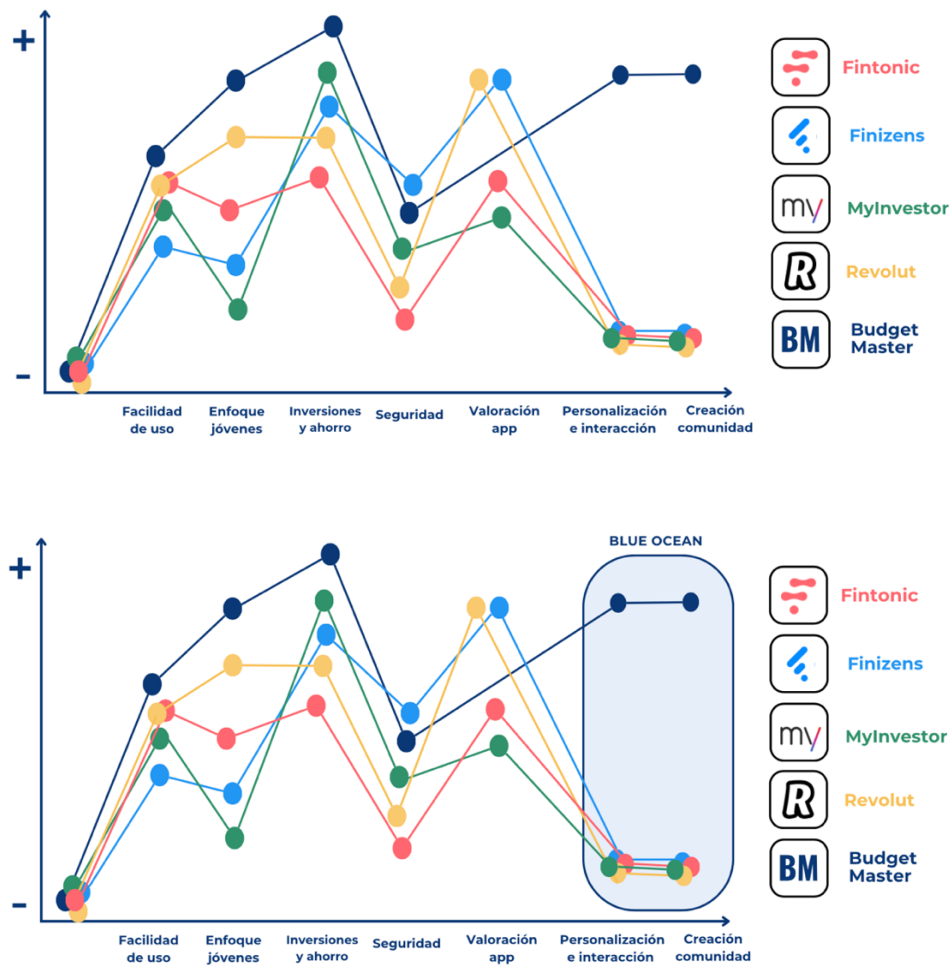 +
Fintonic
Finizens
my MyInvestor
R Revolut
BM Budget
Master
-
Facilidad
de uso
Enfoque
jóvenes
Inversiones
y ahorro
Seguridad
Valoración
app
Personalización
e interacción
Creación
comunidad
BLUE OCEAN
+
Fintonic
Finizens
my MyInvestor
R Revolut
BM Budget
Master
-
Facilidad
de uso
Enfoque
jóvenes
Inversiones
y ahorro
Seguridad
Valoración
app
Personalización
e interacción
Creación
comunidad